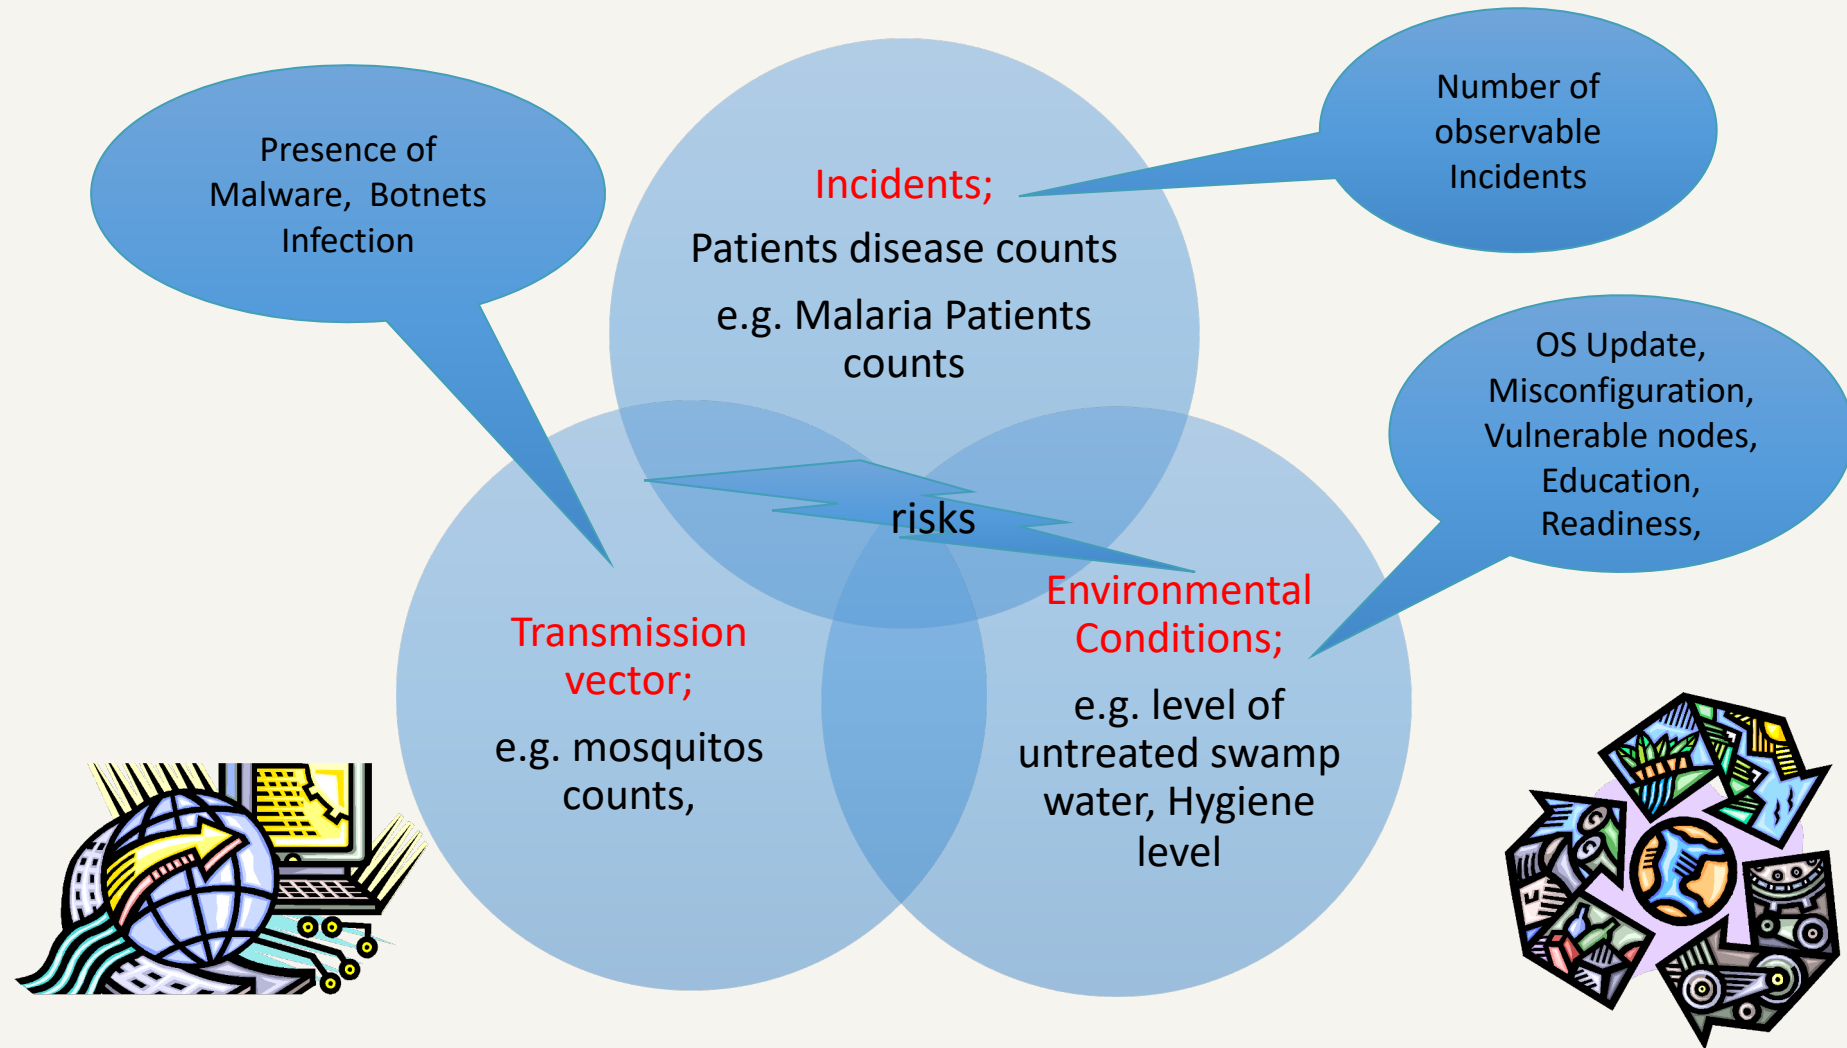 Presence of
Malware, Botnets
Infection
Number of
observable
Incidents
Incidents;
Patients disease counts
e.g. Malaria Patients
counts
OS Update,
Misconfiguration,
Vulnerable nodes,
Education,
Readiness,
risks
Transmission
vector;
e.g. mosquitos
counts,
Environmental
Conditions;
e.g. level of
untreated swamp
water, Hygiene
level